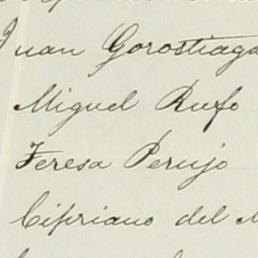 Juan Gorostiaga
Miguel Rufo
Teresa Perujo
Cipriano del